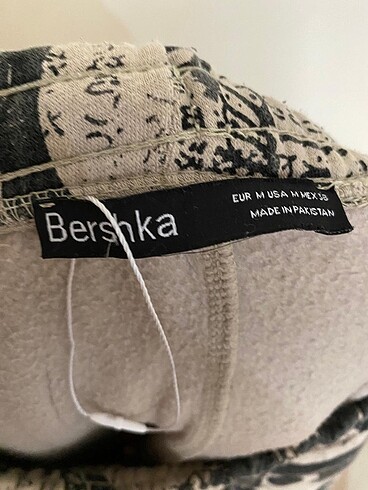 Bershka
EUR M USA M MEX 28
MADE IN PAKISTAN